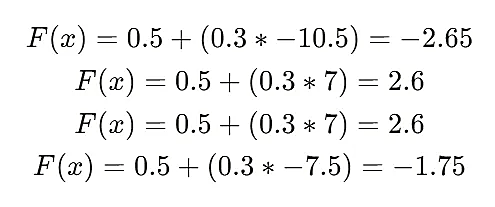 F(x) = 0.5 + (0.3 ∗ −10.5) = −2.65
F(x) = 0.5 + (0.3 ∗ 7) = 2.6
F(x) = 0.5 + (0.3 ∗ 7) = 2.6
F(x) = 0.5 + (0.3 ∗ −7.5) = −1.75